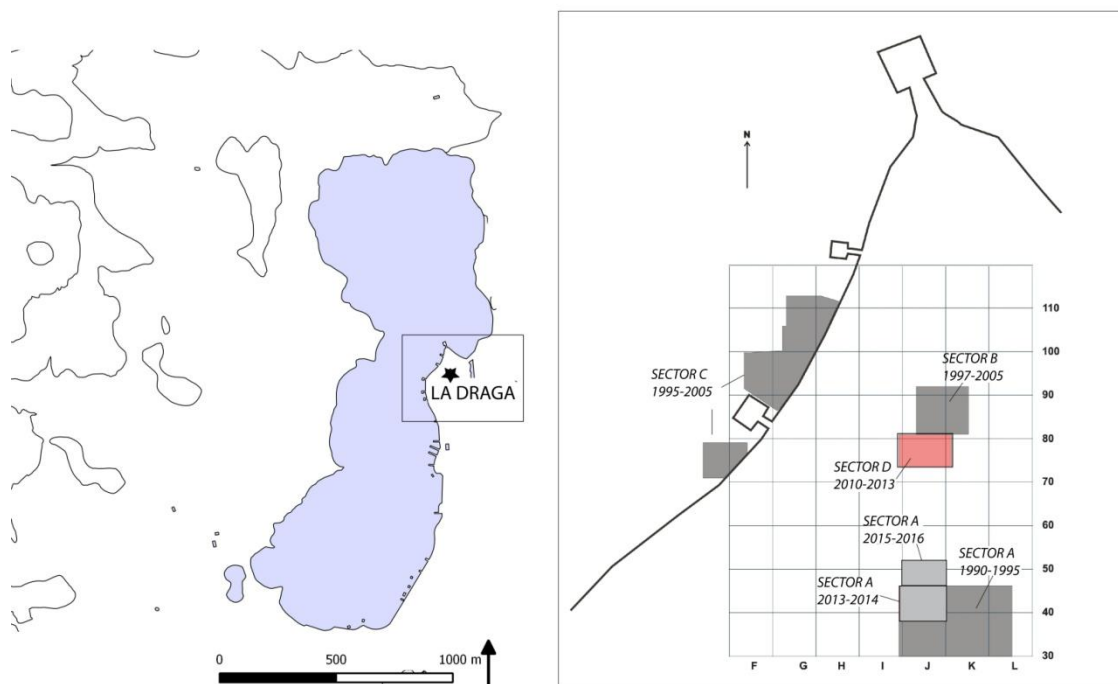 LA DRAGA
0 500 1000 m
N
SECTOR C
1995-2005
SECTOR B
1997-2005
SECTOR D
2010-2013
SECTOR A
2015-2016
SECTOR A
1990-1995
SECTOR A
2013-2014
110
100
90
80
70
60
50
40
30
F G H I J K L